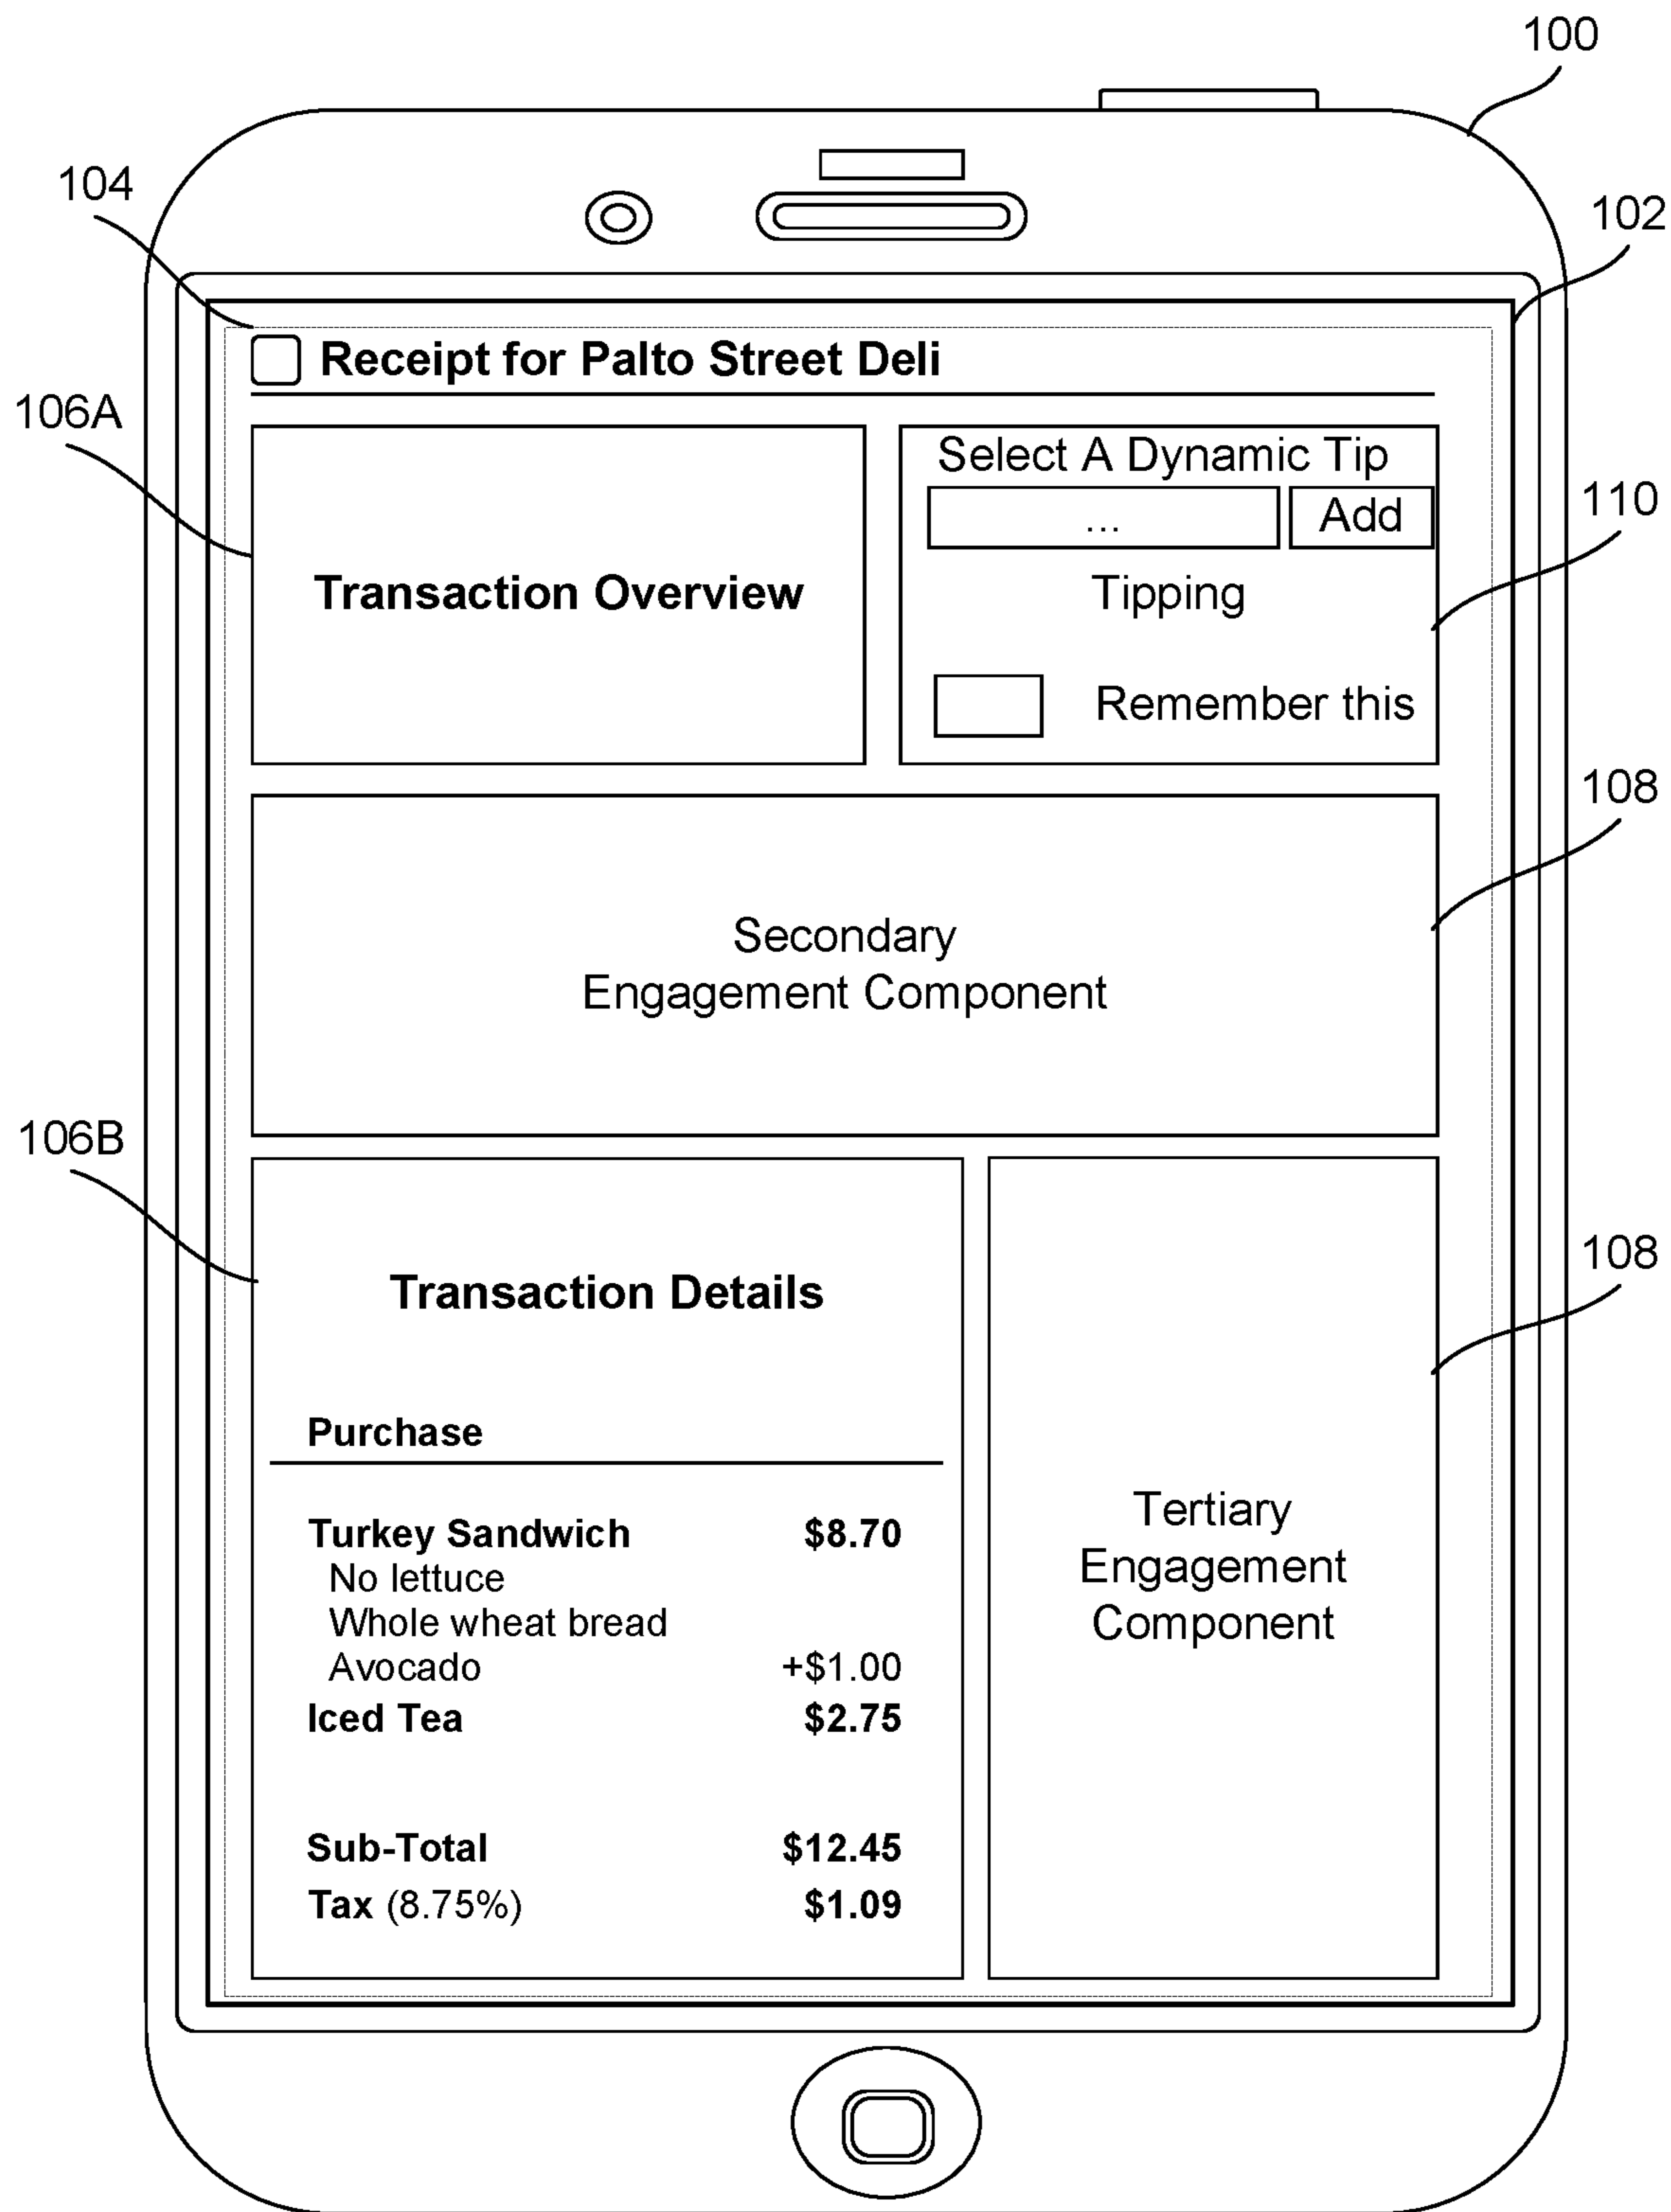 100
104
102
Receipt for Palto Street Deli
106A
Select A Dynamic Tip
... Add
110
Transaction Overview
Tipping
Remember this
108
Secondary
Engagement Component
106B
108
Transaction Details
Purchase
Turkey Sandwich $8.70
No lettuce
Whole wheat bread
Avocado +$1.00
Iced Tea $2.75
Sub-Total $12.45
Tax (8.75%) $1.09
Tertiary
Engagement
Component